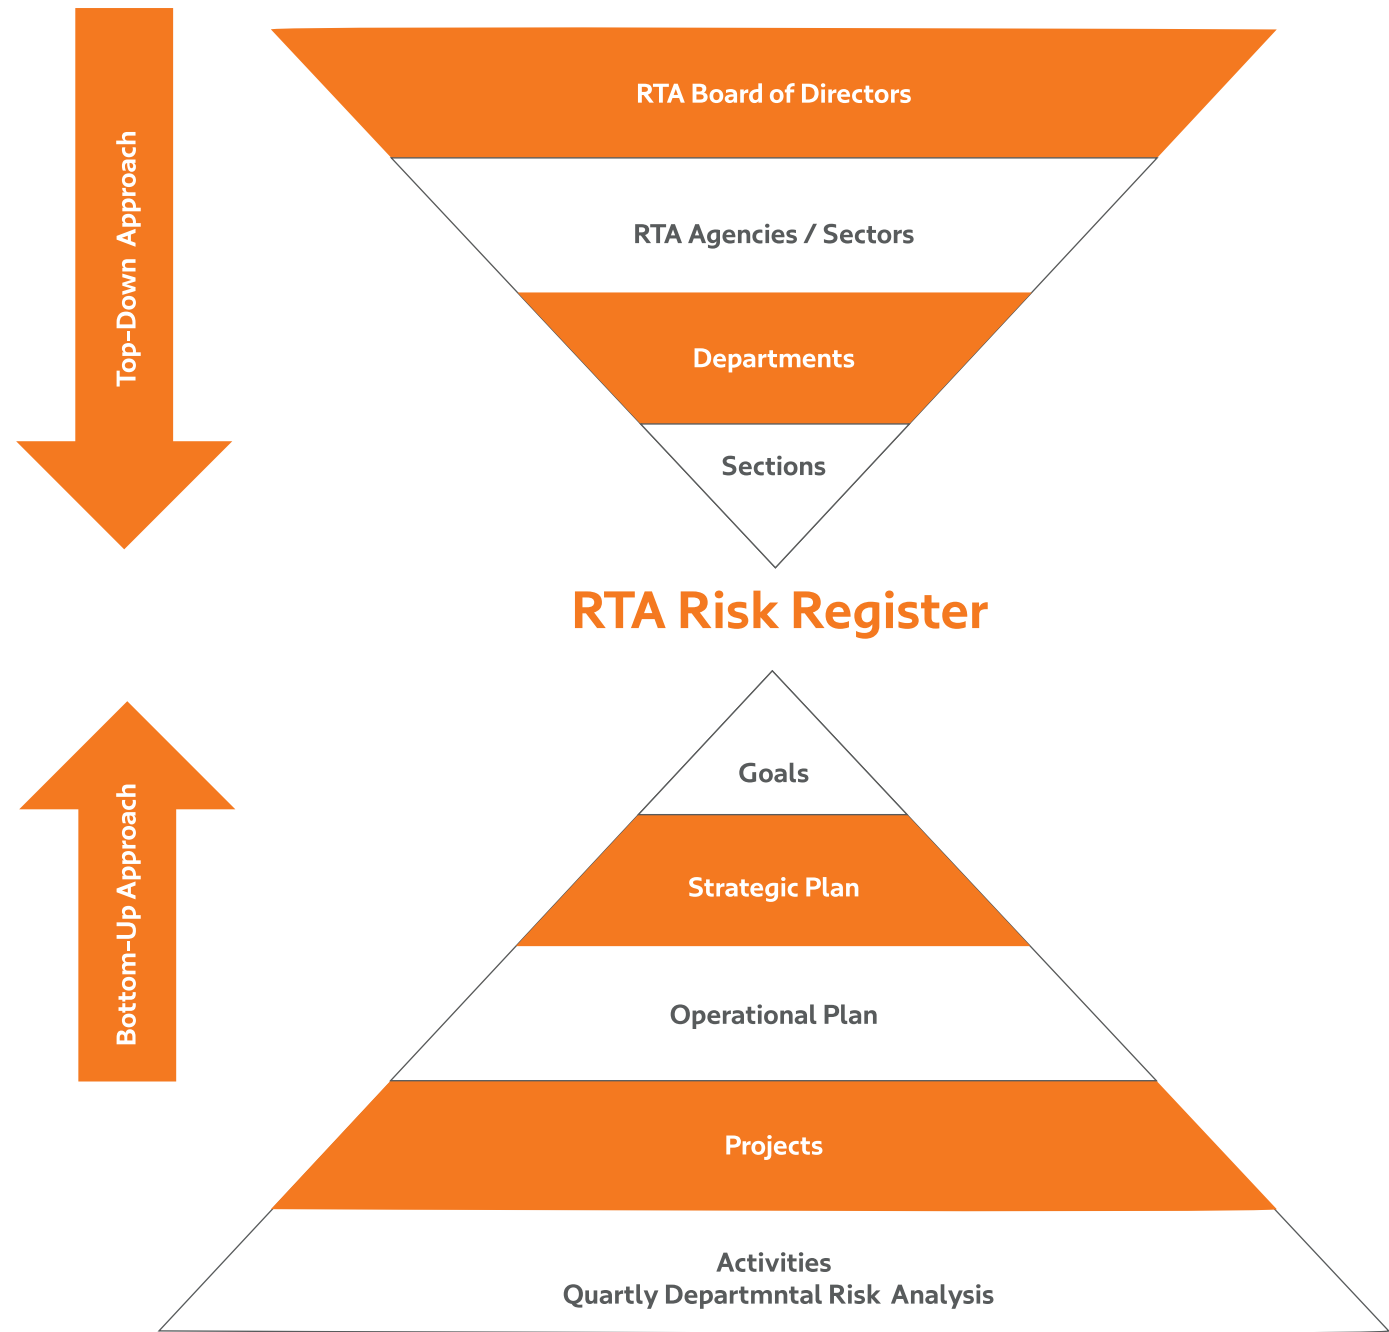 Top-Down Approach
RTA Board of Directors
RTA Agencies / Sectors
Departments
Sections
RTA Risk Register
Bottom-Up Approach
Goals
Strategic Plan
Operational Plan
Projects
Activities
Quartly Departmntal Risk Analysis